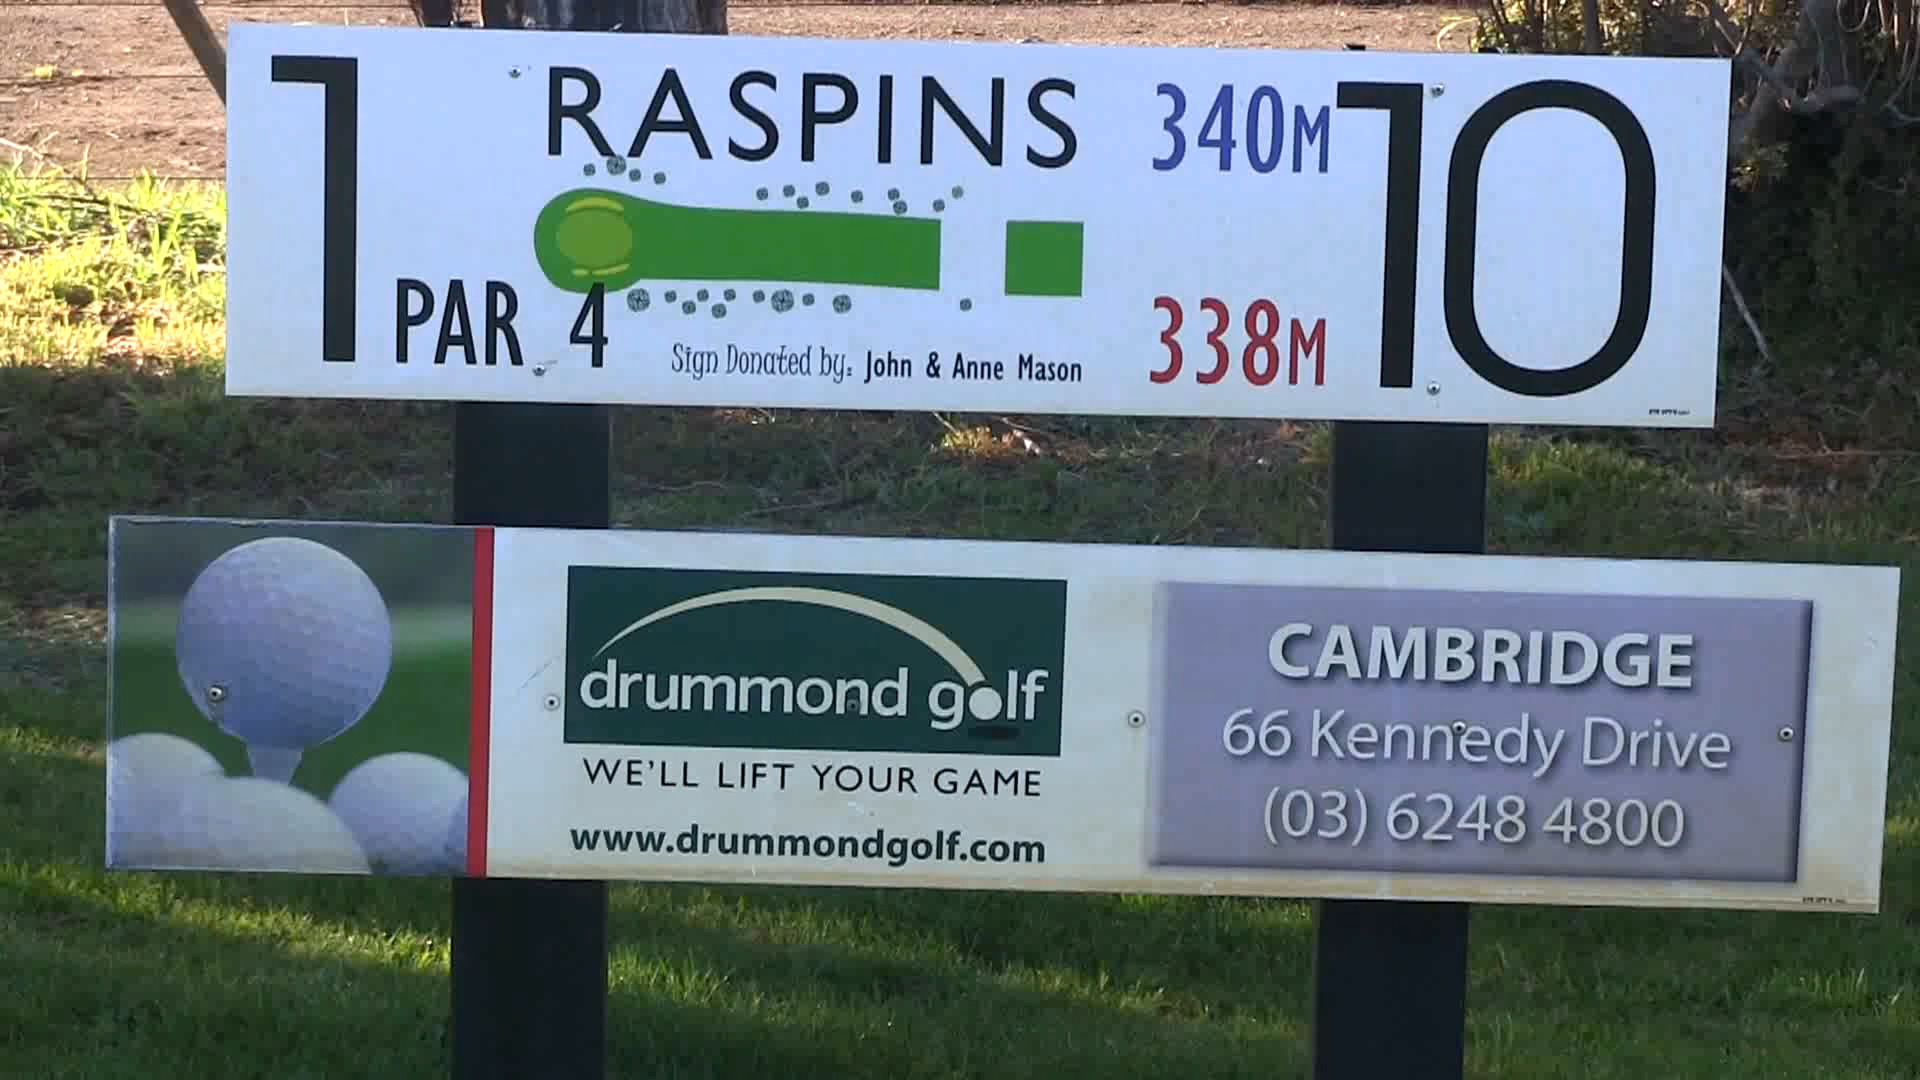 1 RASPINS 340M 10
PAR 4 338M
Sign Donated by: John & Anne Mason
drummond golf
WE'LL LIFT YOUR GAME
www.drummondgolf.com
CAMBRIDGE
66 Kennedy Drive
(03) 6248 4800